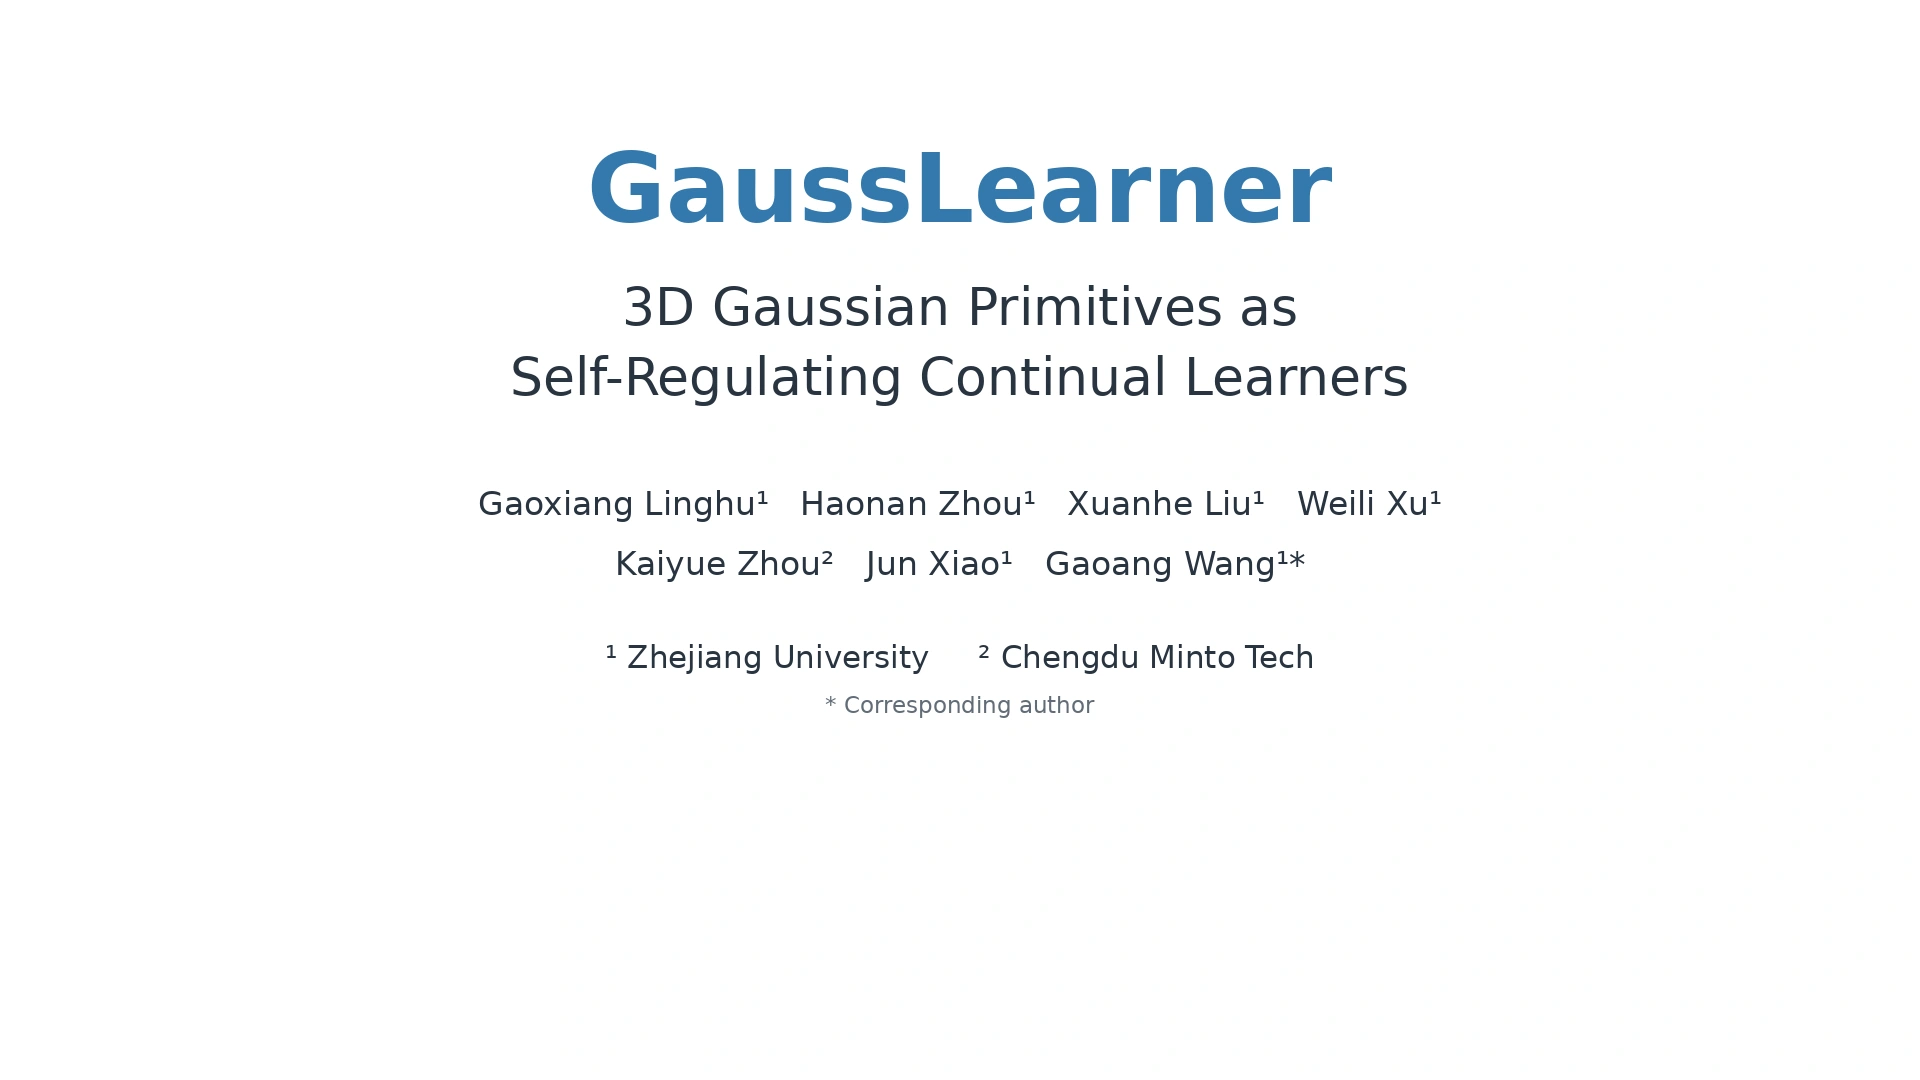 GaussLearner
3D Gaussian Primitives as
Self-Regulating Continual Learners
Gaoxiang Linghu¹ Haonan Zhou¹ Xuanhe Liu¹ Weili Xu¹
Kaiyue Zhou² Jun Xiao¹ Gaoang Wang¹*
¹ Zhejiang University ² Chengdu Minto Tech
* Corresponding author